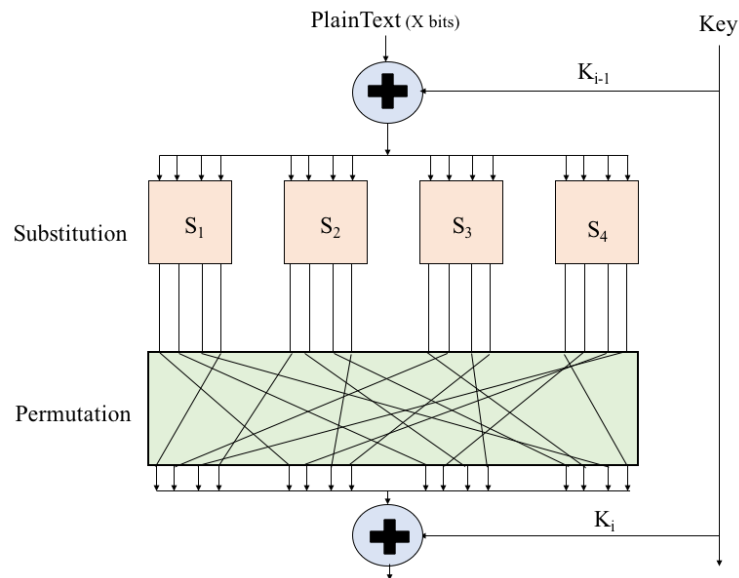 PlainText (X bits)
Key
K_{i-1}
Substitution
S_1
S_2
S_3
S_4
Permutation
K_i